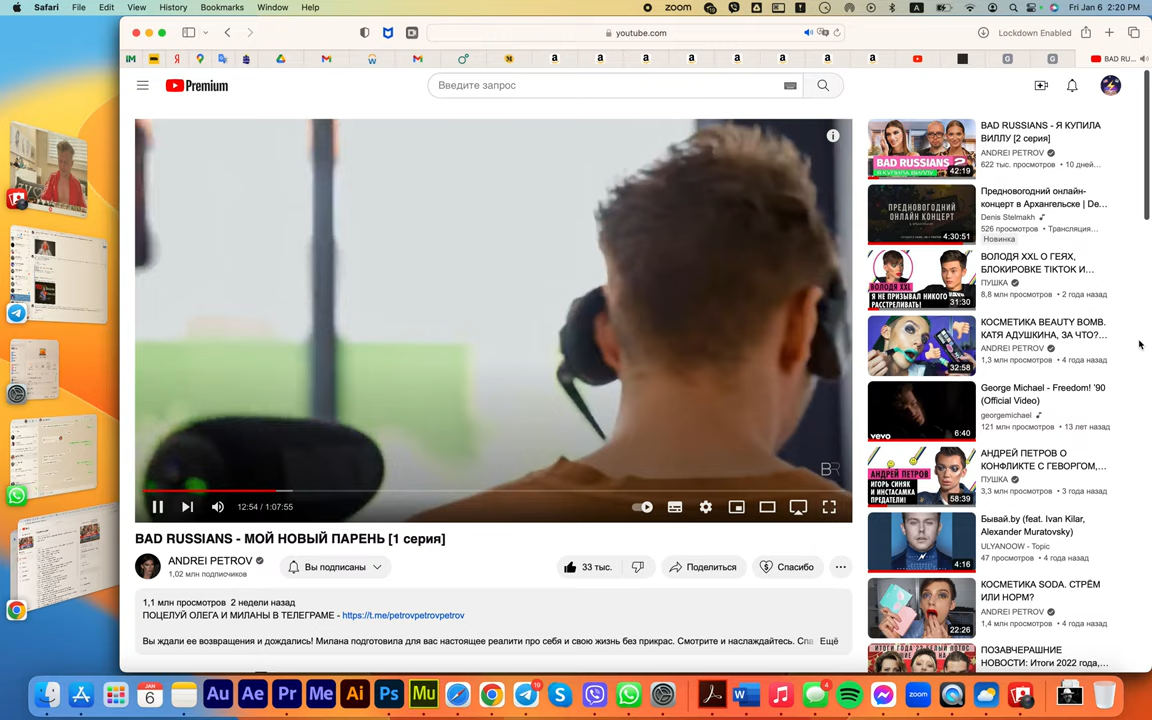 Safari File Edit View History Bookmarks Window Help
zoom
Fri Jan 6 2:20 PM
youtube.com
Lockdown Enabled
BAD RU...
Premium
Введите запрос
BR
12:54 / 1:07:55
BAD RUSSIANS - МОЙ НОВЫЙ ПАРЕНЬ [1 серия]
ANDREI PETROV
1,02 млн подписчиков
Вы подписаны
33 тыс.
Поделиться
Спасибо
1,1 млн просмотров 2 недели назад
ПОЦЕЛУЙ ОЛЕГА И МИЛАНЫ В ТЕЛЕГРАМЕ - https://t.me/petrovpetrovpetrov
Вы ждали ее возвращения и дождались! Милана подготовила для вас настоящее реалити про себя и свою жизнь без прикрас. Смотрите и наслаждайтесь. Спа
Ещё
BAD RUSSIANS 2
Я КУПИЛА ВИЛЛУ
42:19
BAD RUSSIANS - Я КУПИЛА
ВИЛЛУ [2 серия]
ANDREI PETROV
622 тыс. просмотров • 10 дней...
ПРЕДНОВОГОДНИЙ
ОНЛАЙН КОНЦЕРТ
4:30:51
Предновогодний онлайн-
концерт в Архангельске | De...
Denis Stelmakh
526 просмотров • Трансляция...
Новинка
ВОЛОДЯ XXL
Я НЕ ПРИЗЫВАЛ НИКОГО
РАССТРЕЛИВАТЬ!
31:30
ВОЛОДЯ XXL О ГЕЯХ,
БЛОКИРОВКЕ TIKTOK И...
ПУШКА
8,8 млн просмотров • 2 года назад
32:58
КОСМЕТИКА BEAUTY BOMB.
КАТЯ АДУШКИНА, ЗА ЧТО?...
ANDREI PETROV
1,3 млн просмотров • 4 года назад
vevo
6:40
George Michael - Freedom! '90
(Official Video)
georgemichael
121 млн просмотров • 13 лет назад
АНДРЕЙ ПЕТРОВ
ИГОРЬ СИНЯК
И ИНСТАСАМКА
ПРЕДАТЕЛИ!
58:39
АНДРЕЙ ПЕТРОВ О
КОНФЛИКТЕ С ГЕВОРГОМ,...
ПУШКА
3,3 млн просмотров • 3 года назад
4:16
Бывай.by (feat. Ivan Kilar,
Alexander Muratovsky)
ULYANOOW - Topic
47 просмотров • 4 года назад
22:26
КОСМЕТИКА SODA. СТРЁМ
ИЛИ НОРМ?
ANDREI PETROV
1,4 млн просмотров • 4 года назад
ПОЗАВЧЕРАШНИЕ
НОВОСТИ: Итоги 2022 года,...
JAN
6
Au Ae Pr Me Ai Ps Mu
19
4
zoom